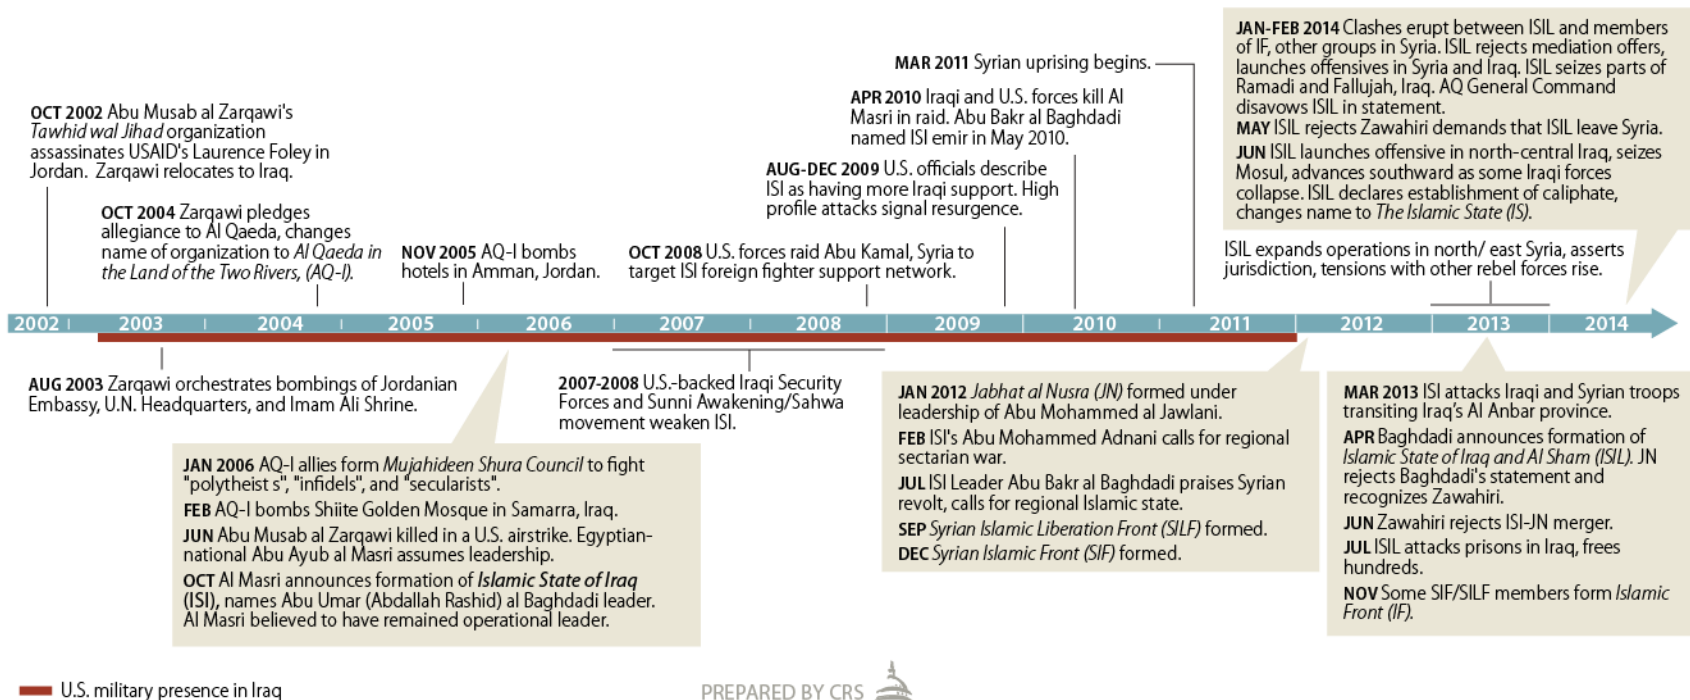 OCT 2002 Abu Musab al Zarqawi's
Tawhid wal Jihad organization
assassinates USAID's Laurence Foley in
Jordan. Zarqawi relocates to Iraq.
OCT 2004 Zarqawi pledges
allegiance to Al Qaeda, changes
name of organization to Al Qaeda in
the Land of the Two Rivers, (AQ-I).
NOV 2005 AQ-I bombs
hotels in Amman, Jordan.
OCT 2008 U.S. forces raid Abu Kamal, Syria to
target ISI foreign fighter support network.
AUG-DEC 2009 U.S. officials describe
ISI as having more Iraqi support. High
profile attacks signal resurgence.
APR 2010 Iraqi and U.S. forces kill Al
Masri in raid. Abu Bakr al Baghdadi
named ISI emir in May 2010.
MAR 2011 Syrian uprising begins.
JAN-FEB 2014 Clashes erupt between ISIL and members
of IF, other groups in Syria. ISIL rejects mediation offers,
launches offensives in Syria and Iraq. ISIL seizes parts of
Ramadi and Fallujah, Iraq. AQ General Command
disavows ISIL in statement.
MAY ISIL rejects Zawahiri demands that ISIL leave Syria.
JUN ISIL launches offensive in north-central Iraq, seizes
Mosul, advances southward as some Iraqi forces
collapse. ISIL declares establishment of caliphate,
changes name to The Islamic State (IS).
ISIL expands operations in north/ east Syria, asserts
jurisdiction, tensions with other rebel forces rise.
2002 2003 2004 2005 2006 2007 2008 2009 2010 2011 2012 2013 2014
AUG 2003 Zarqawi orchestrates bombings of Jordanian
Embassy, U.N. Headquarters, and Imam Ali Shrine.
JAN 2006 AQ-I allies form Mujahideen Shura Council to fight
"polytheist s", "infidels", and "secularists".
FEB AQ-I bombs Shiite Golden Mosque in Samarra, Iraq.
JUN Abu Musab al Zarqawi killed in a U.S. airstrike. Egyptian-
national Abu Ayub al Masri assumes leadership.
OCT Al Masri announces formation of Islamic State of Iraq
(ISI), names Abu Umar (Abdallah Rashid) al Baghdadi leader.
Al Masri believed to have remained operational leader.
2007-2008 U.S.-backed Iraqi Security
Forces and Sunni Awakening/Sahwa
movement weaken ISI.
JAN 2012 Jabhat al Nusra (JN) formed under
leadership of Abu Mohammed al Jawlani.
FEB ISI's Abu Mohammed Adnani calls for regional
sectarian war.
JUL ISI Leader Abu Bakr al Baghdadi praises Syrian
revolt, calls for regional Islamic state.
SEP Syrian Islamic Liberation Front (SILF) formed.
DEC Syrian Islamic Front (SIF) formed.
MAR 2013 ISI attacks Iraqi and Syrian troops
transiting Iraq's Al Anbar province.
APR Baghdadi announces formation of
Islamic State of Iraq and Al Sham (ISIL). JN
rejects Baghdadi's statement and
recognizes Zawahiri.
JUN Zawahiri rejects ISI-JN merger.
JUL ISIL attacks prisons in Iraq, frees
hundreds.
NOV Some SIF/SILF members form Islamic
Front (IF).
U.S. military presence in Iraq
PREPARED BY CRS